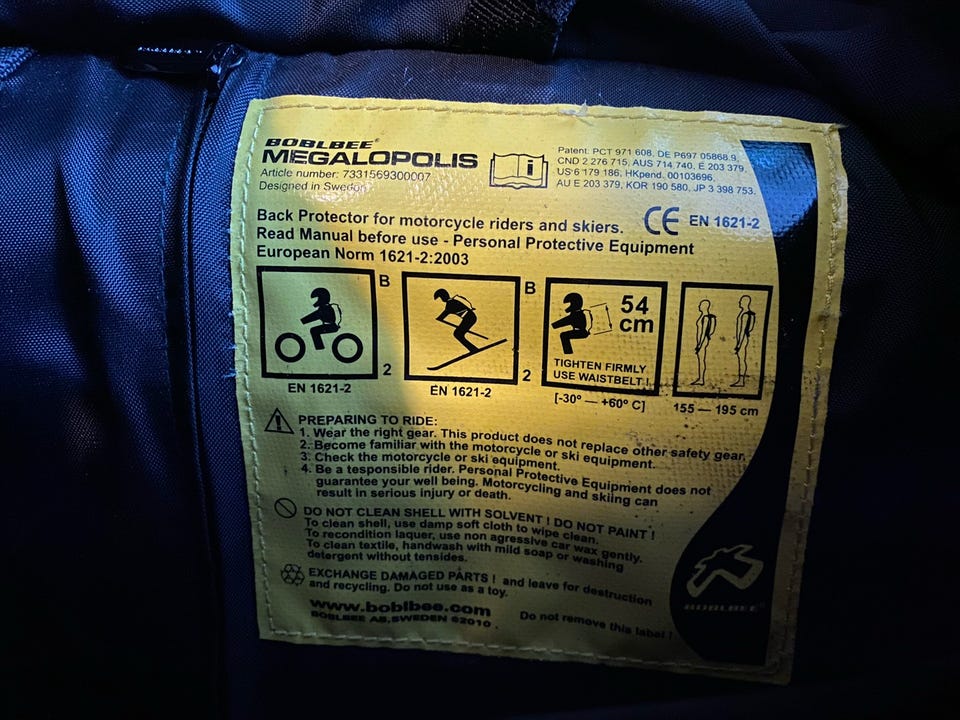 BOBLBEE®
MEGALOPOLIS
Article number: 7331569300007
Designed in Sweden
i
Patent: PCT 971 608, DE P697 05868.9,
CND 2 276 715, AUS 714 740, E 203 379,
US 6 179 186, HKpend. 00103696,
AU E 203 379, KOR 190 580, JP 3 398 753.
Back Protector for motorcycle riders and skiers.
CE EN 1621-2
Read Manual before use - Personal Protective Equipment
European Norm 1621-2:2003
B
2
EN 1621-2
B
2
EN 1621-2
54
cm
TIGHTEN FIRMLY
USE WAISTBELT !
[-30º — +60º C]
155 — 195 cm
PREPARING TO RIDE:
1. Wear the right gear. This product does not replace other safety gear.
2. Become familiar with the motorcycle or ski equipment.
3. Check the motorcycle or ski equipment.
4. Be a responsible rider. Personal Protective Equipment does not
guarantee your well being. Motorcycling and skiing can
result in serious injury or death.
DO NOT CLEAN SHELL WITH SOLVENT ! DO NOT PAINT !
To clean shell, use damp soft cloth to wipe clean.
To recondition laquer, use non agressive car wax gently.
To clean textile, handwash with mild soap or washing
detergent without tensides.
EXCHANGE DAMAGED PARTS ! and leave for destruction
and recycling. Do not use as a toy.
www.boblbee.com
BOBLBEE AB,SWEDEN ©2010 .
Do not remove this label !
BOBLBEE®